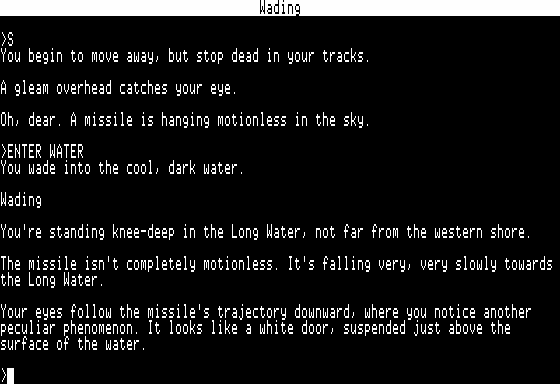 Wading
>S
You begin to move away, but stop dead in your tracks.
A gleam overhead catches your eye.
Oh, dear. A missile is hanging motionless in the sky.
>ENTER WATER
You wade into the cool, dark water.
Wading
You're standing knee-deep in the Long Water, not far from the western shore.
The missile isn't completely motionless. It's falling very, very slowly towards
the Long Water.
Your eyes follow the missile's trajectory downward, where you notice another
peculiar phenomenon. It looks like a white door, suspended just above the
surface of the water.
>